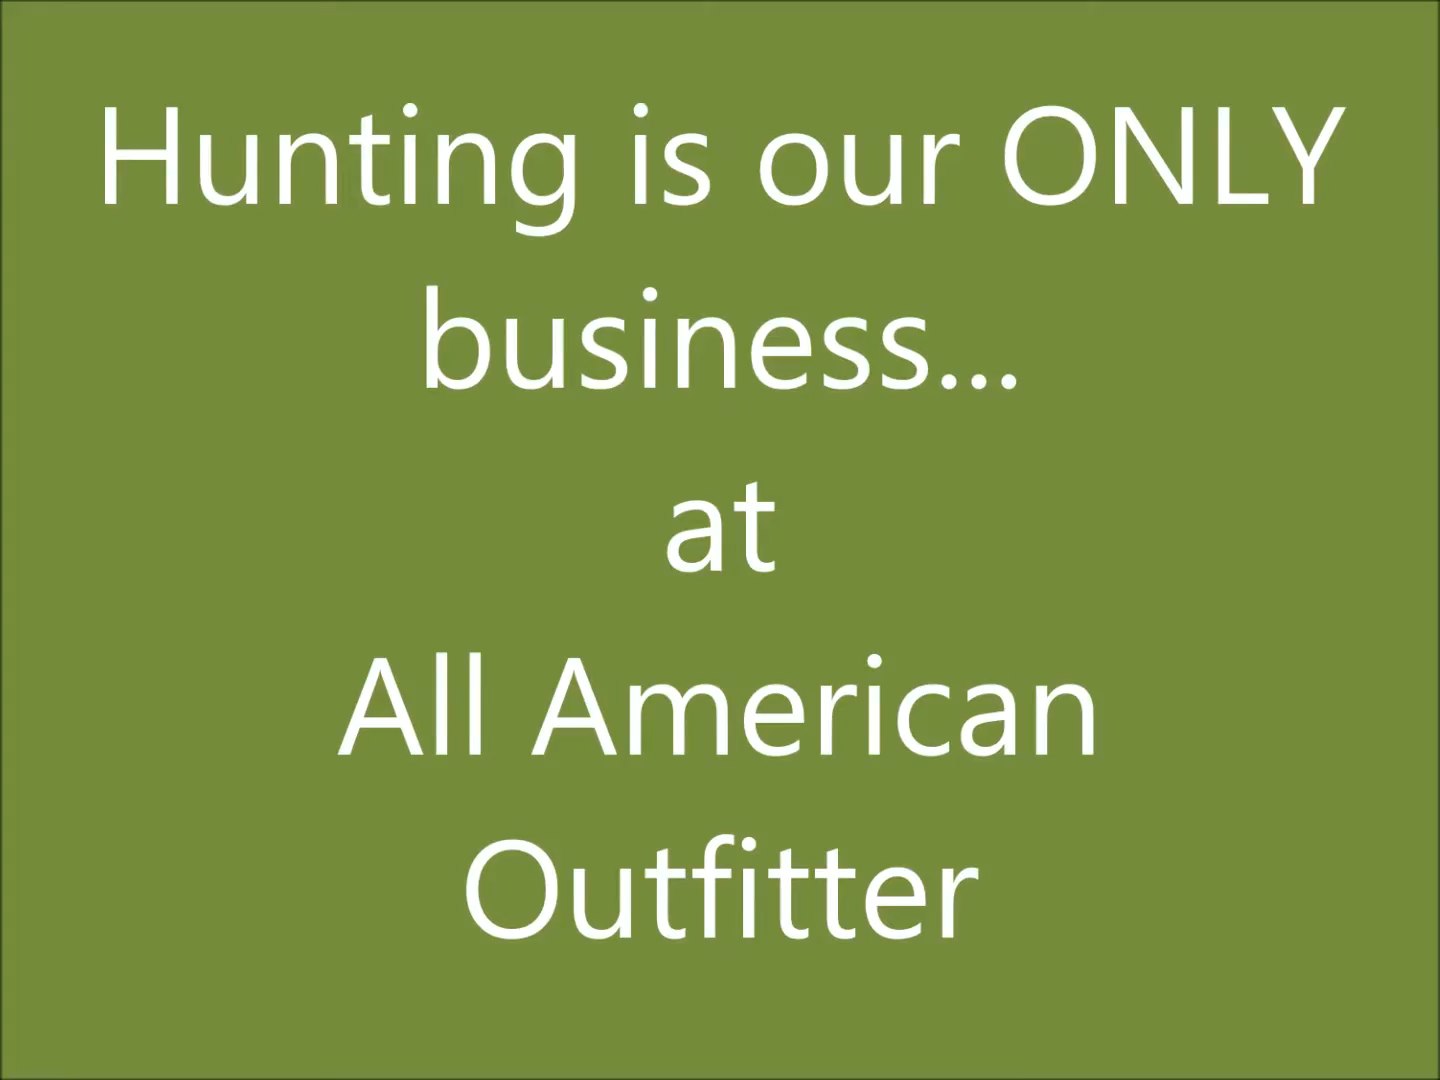 Hunting is our ONLY
business...
at
All American
Outfitter